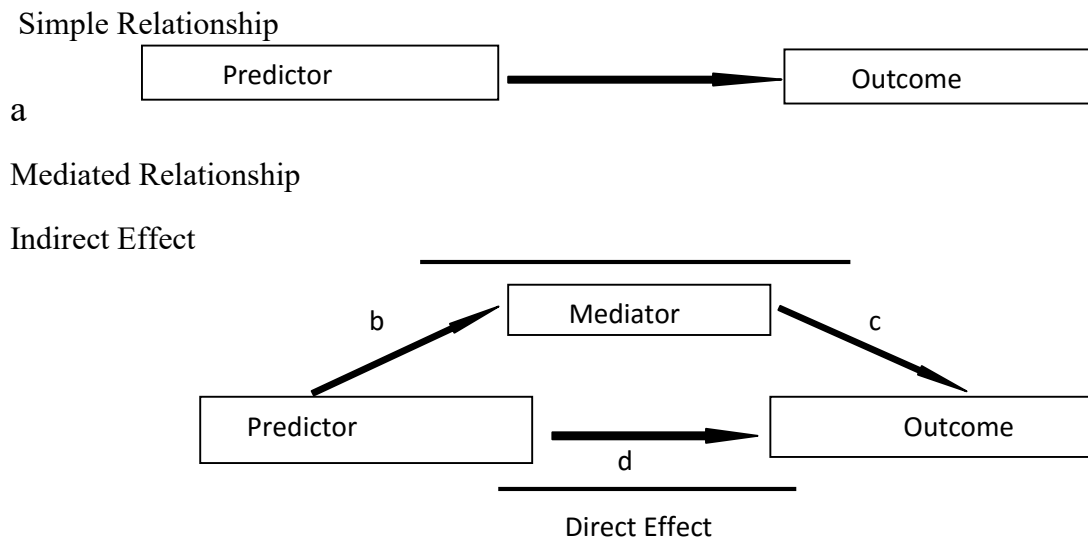 Simple Relationship
Predictor Outcome
a
Mediated Relationship
Indirect Effect
Mediator
b c
Predictor Outcome
d
Direct Effect